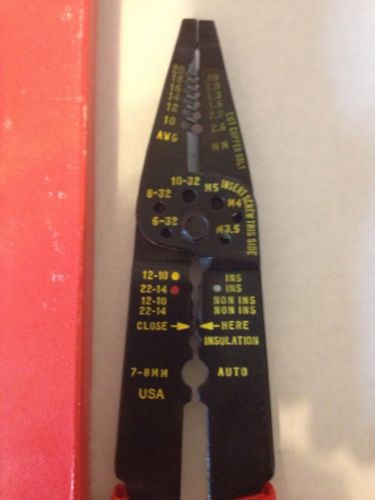 20 .80
18 1.0
16 1.3
14 1.6
12 2.0
10 2.6
AWG MM
CUT COPPER ONLY
10-32 M5
8-32 M4
6-32 M3.5
INSERT SCREW THIS SIDE
12-10 INS
22-14 INS
12-10 NON INS
22-14 NON INS
CLOSE → ← HERE
INSULATION
7-8MM AUTO
USA